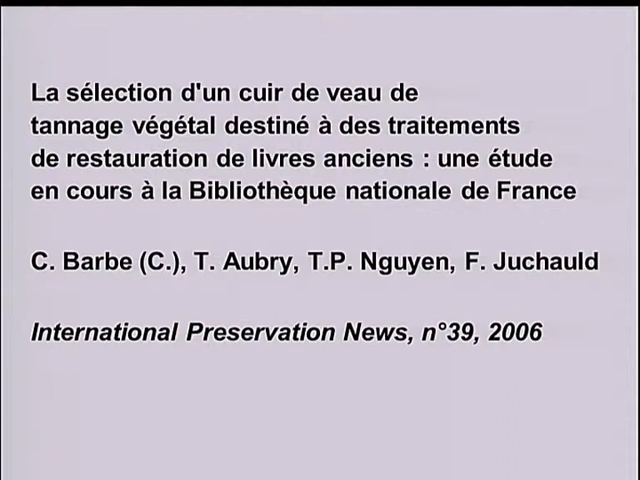 La sélection d'un cuir de veau de
tannage végétal destiné à des traitements
de restauration de livres anciens : une étude
en cours à la Bibliothèque nationale de France
C. Barbe (C.), T. Aubry, T.P. Nguyen, F. Juchauld
International Preservation News, n°39, 2006